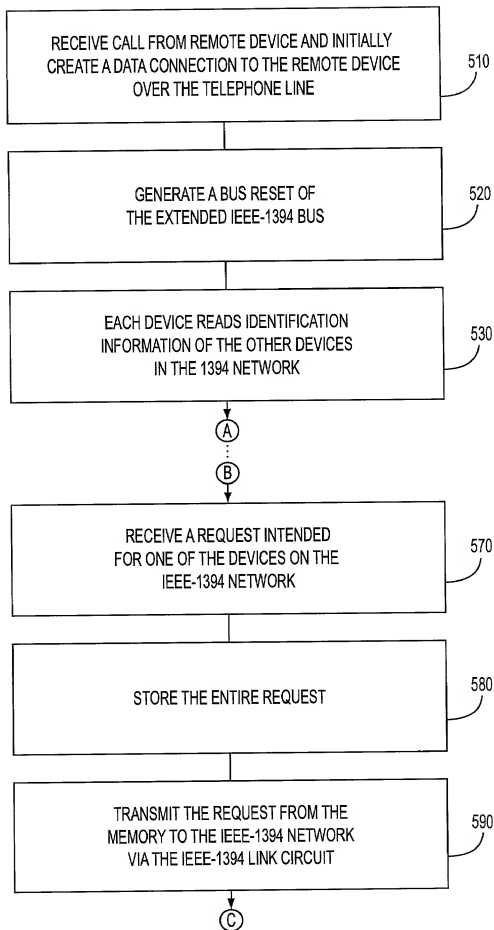 RECEIVE CALL FROM REMOTE DEVICE AND INITIALLY
CREATE A DATA CONNECTION TO THE REMOTE DEVICE
OVER THE TELEPHONE LINE
510
GENERATE A BUS RESET OF
THE EXTENDED IEEE-1394 BUS
520
EACH DEVICE READS IDENTIFICATION
INFORMATION OF THE OTHER DEVICES
IN THE 1394 NETWORK
530
A
B
RECEIVE A REQUEST INTENDED
FOR ONE OF THE DEVICES ON THE
IEEE-1394 NETWORK
570
STORE THE ENTIRE REQUEST
580
TRANSMIT THE REQUEST FROM THE
MEMORY TO THE IEEE-1394 NETWORK
VIA THE IEEE-1394 LINK CIRCUIT
590
C